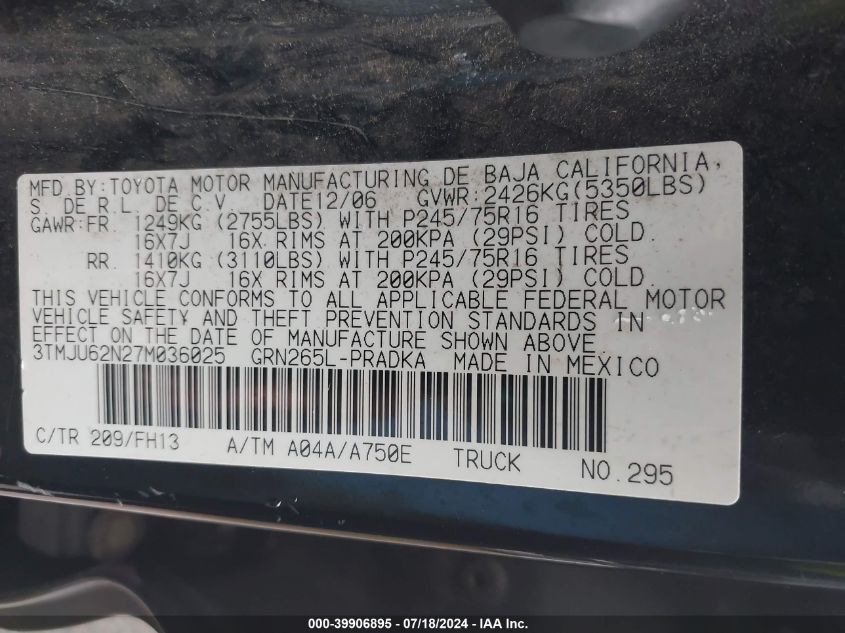 MFD BY:TOYOTA MOTOR MANUFACTURING DE BAJA CALIFORNIA,
S. DE R.L. DE C.V. DATE12/06 GVWR:2426KG(5350LBS)
GAWR:FR. 1249KG (2755LBS) WITH P245/75R16 TIRES
16X7J 16X RIMS AT 200KPA (29PSI) COLD.
RR. 1410KG (3110LBS) WITH P245/75R16 TIRES
16X7J 16X RIMS AT 200KPA (29PSI) COLD.
THIS VEHICLE CONFORMS TO ALL APPLICABLE FEDERAL MOTOR
VEHICLE SAFETY AND THEFT PREVENTION STANDARDS IN
EFFECT ON THE DATE OF MANUFACTURE SHOWN ABOVE.
3TMJU62N27M036025 GRN265L-PRADKA MADE IN MEXICO
C/TR 209/FH13 A/TM A04A/A750E TRUCK NO.295
000-39906895 - 07/18/2024 - IAA Inc.